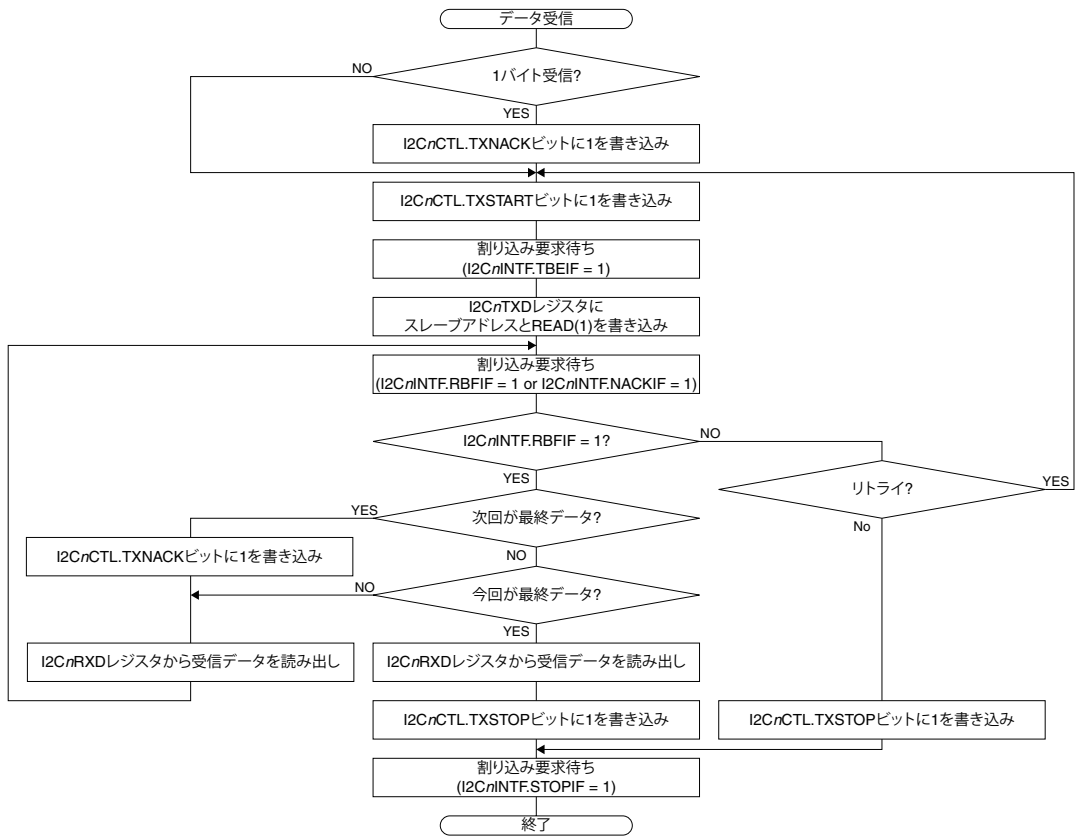 データ受信
1バイト受信?
NO
YES
I2CnCTL.TXNACKビットに1を書き込み
I2CnCTL.TXSTARTビットに1を書き込み
割り込み要求待ち
(I2CnINTF.TBEIF = 1)
I2CnTXDレジスタに
スレーブアドレスとREAD(1)を書き込み
割り込み要求待ち
(I2CnINTF.RBFIF = 1 or I2CnINTF.NACKIF = 1)
I2CnINTF.RBFIF = 1?
NO
YES
リトライ?
YES
No
次回が最終データ?
YES
NO
I2CnCTL.TXNACKビットに1を書き込み
今回が最終データ?
NO
YES
I2CnRXDレジスタから受信データを読み出し
I2CnRXDレジスタから受信データを読み出し
I2CnCTL.TXSTOPビットに1を書き込み
I2CnCTL.TXSTOPビットに1を書き込み
割り込み要求待ち
(I2CnINTF.STOPIF = 1)
終了